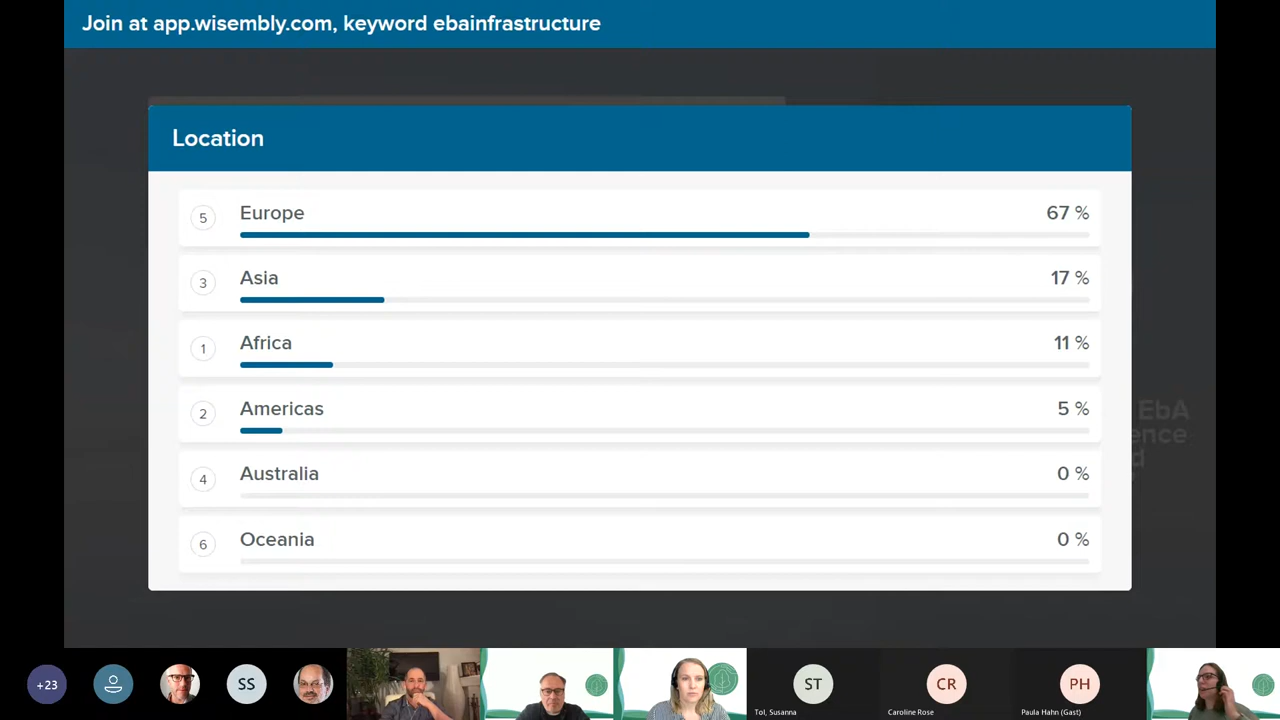 Join at app.wisembly.com, keyword ebainfrastructure
Location
5 Europe 67 %
3 Asia 17 %
1 Africa 11 %
2 Americas 5 %
4 Australia 0 %
6 Oceania 0 %
EbA
ence
d
+23
SS
ST
CR
PH
Tol, Susanna
Caroline Rose
Paula Hahn (Gast)